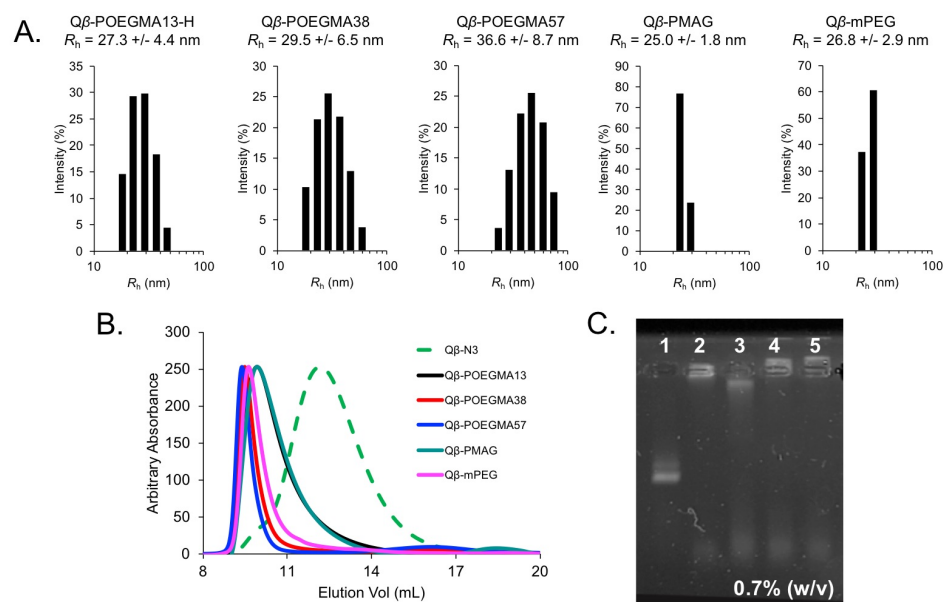 A.
Qβ-POEGMA13-H
Rh = 27.3 +/- 4.4 nm
Intensity (%)
35
30
25
20
15
10
5
0
10
100
Rh (nm)
Qβ-POEGMA38
Rh = 29.5 +/- 6.5 nm
Intensity (%)
30
25
20
15
10
5
0
10
100
Rh (nm)
Qβ-POEGMA57
Rh = 36.6 +/- 8.7 nm
Intensity (%)
30
25
20
15
10
5
0
10
100
Rh (nm)
Qβ-PMAG
Rh = 25.0 +/- 1.8 nm
Intensity (%)
90
80
70
60
50
40
30
20
10
0
10
100
Rh (nm)
Qβ-mPEG
Rh = 26.8 +/- 2.9 nm
Intensity (%)
70
60
50
40
30
20
10
0
10
100
Rh (nm)
B.
Arbitrary Absorbance
300
250
200
150
100
50
0
8
11
14
17
20
Elution Vol (mL)
Qβ-N3
Qβ-POEGMA13
Qβ-POEGMA38
Qβ-POEGMA57
Qβ-PMAG
Qβ-mPEG
C.
1 2 3 4 5
0.7% (w/v)